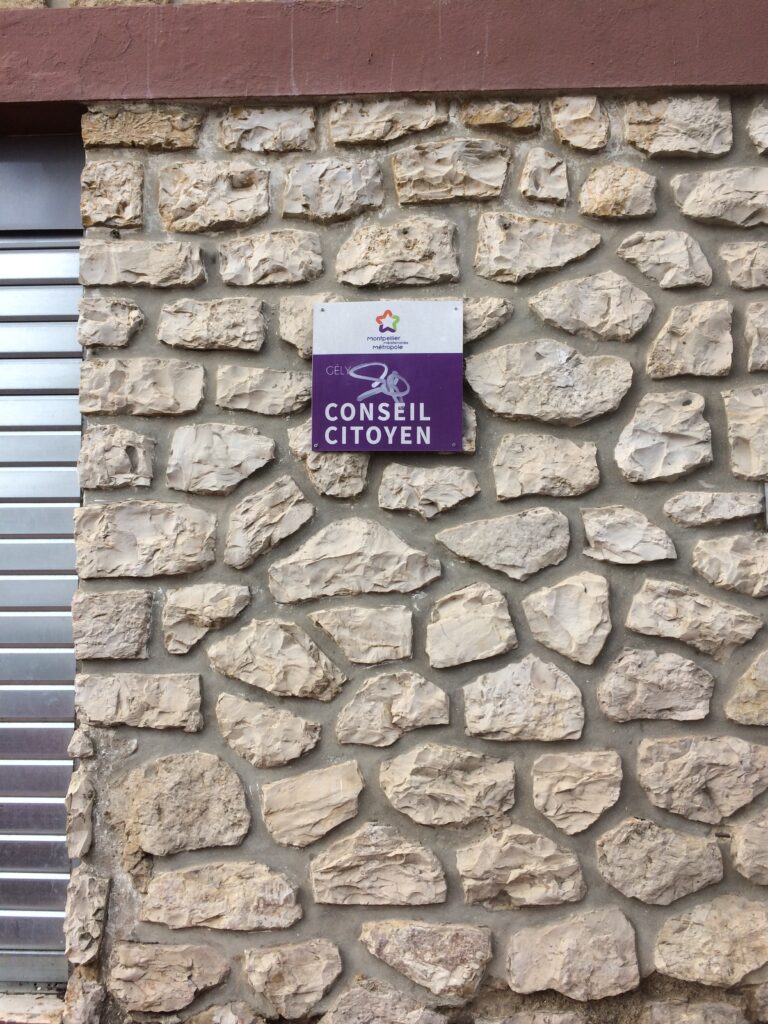 Montpellier
Méditerranée
Métropole
GÉLY
CONSEIL
CITOYEN